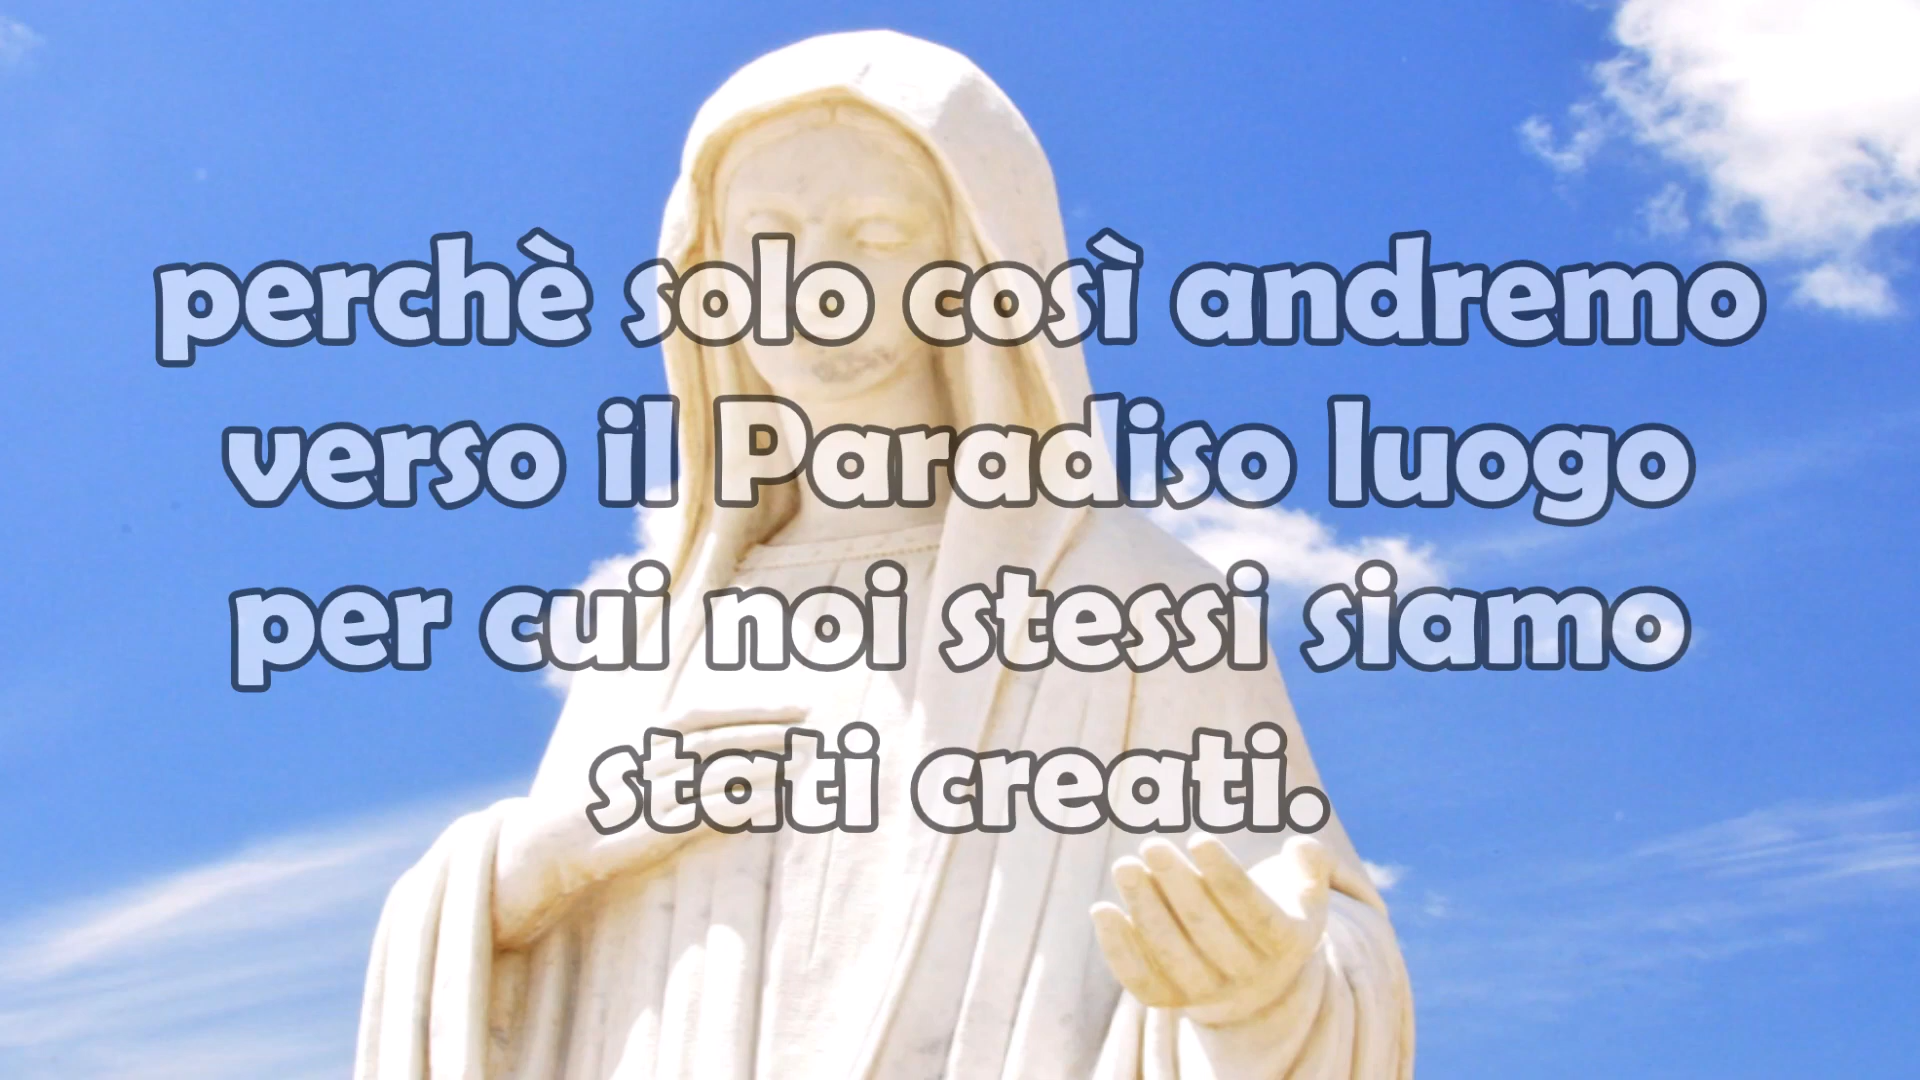 perchè solo così andremo
verso il Paradiso luogo
per cui noi stessi siamo
stati creati.